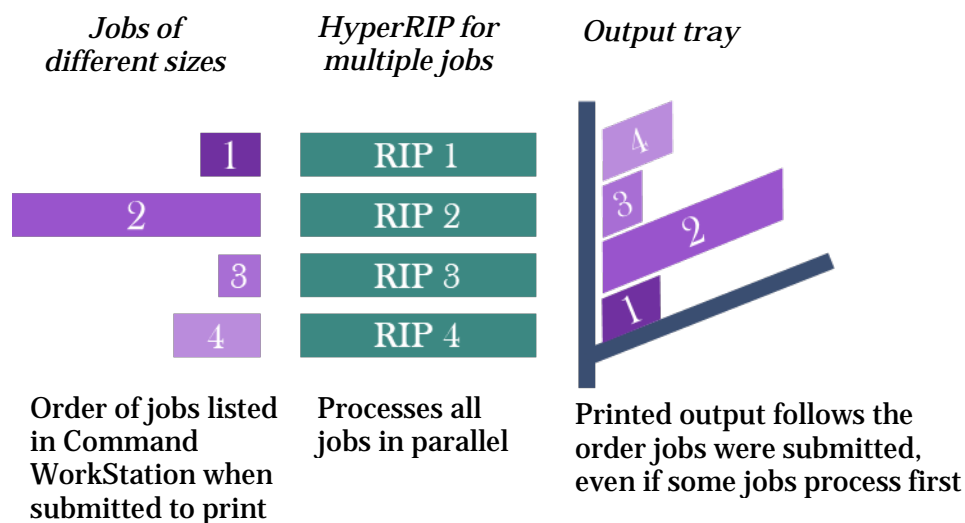 Jobs of
different sizes
HyperRIP for
multiple jobs
Output tray
1
2
3
4
RIP 1
RIP 2
RIP 3
RIP 4
4
3
2
1
Order of jobs listed
in Command
WorkStation when
submitted to print
Processes all
jobs in parallel
Printed output follows the
order jobs were submitted,
even if some jobs process first